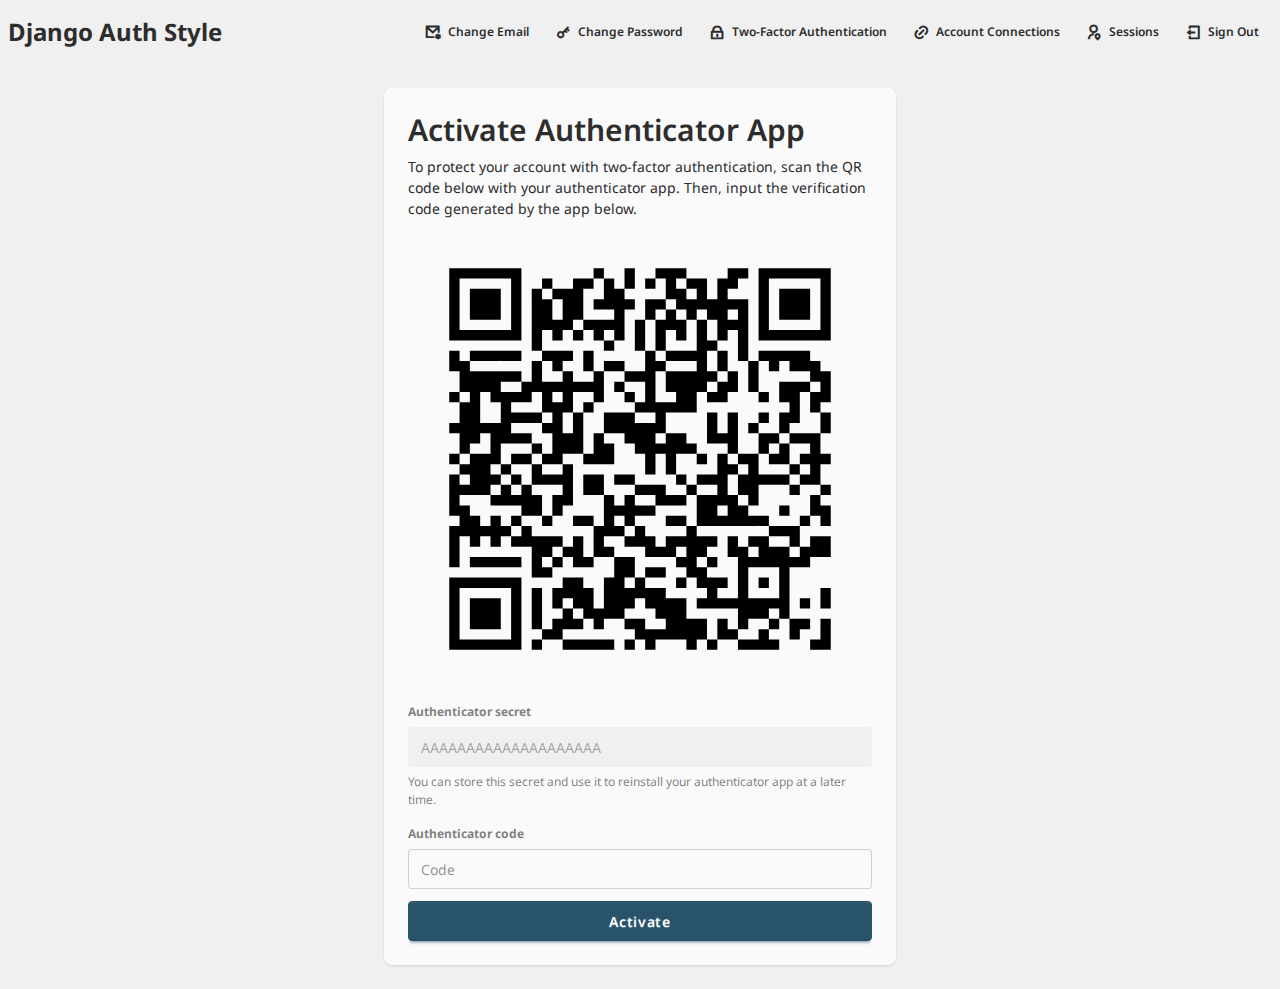 Django Auth Style
Change Email
Change Password
Two-Factor Authentication
Account Connections
Sessions
Sign Out
Activate Authenticator App
To protect your account with two-factor authentication, scan the QR
code below with your authenticator app. Then, input the verification
code generated by the app below.
Authenticator secret
AAAAAAAAAAAAAAAAAAAA
You can store this secret and use it to reinstall your authenticator app at a later
time.
Authenticator code
Code
Activate